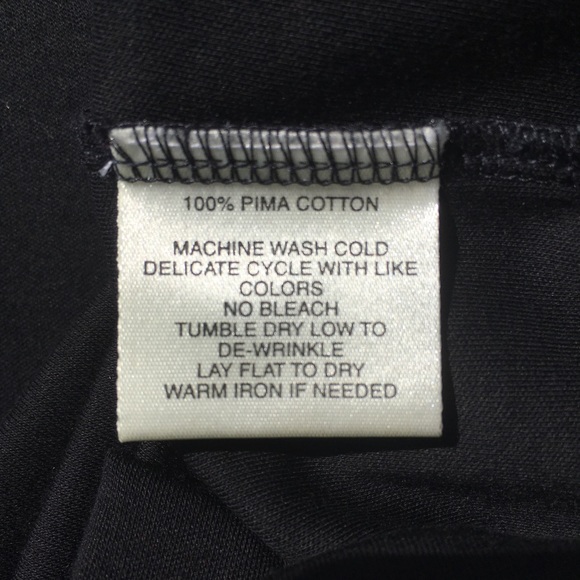 100% PIMA COTTON
MACHINE WASH COLD
DELICATE CYCLE WITH LIKE
COLORS
NO BLEACH
TUMBLE DRY LOW TO
DE-WRINKLE
LAY FLAT TO DRY
WARM IRON IF NEEDED